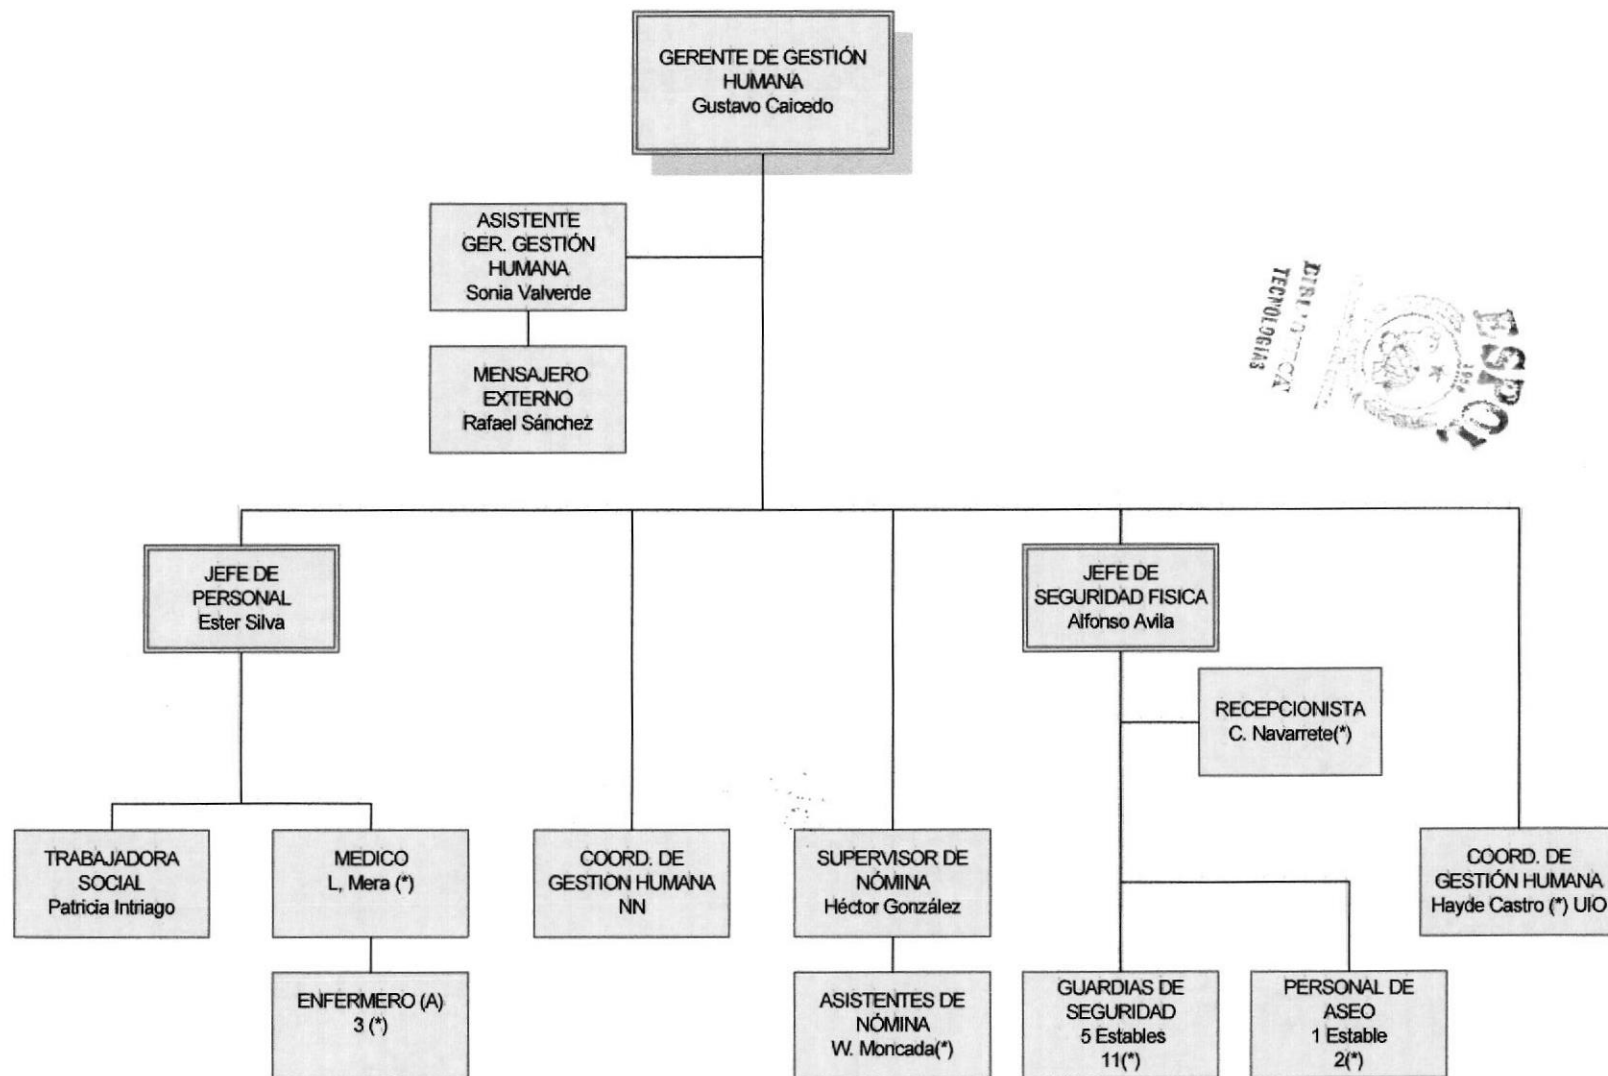 GERENTE DE GESTIÓN
HUMANA
Gustavo Caicedo
ASISTENTE
GER. GESTIÓN
HUMANA
Sonia Valverde
MENSAJERO
EXTERNO
Rafael Sánchez
ESPOL
TECNOLOGIAS
JEFE DE
PERSONAL
Ester Silva
JEFE DE
SEGURIDAD FISICA
Alfonso Avila
RECEPCIONISTA
C. Navarrete(*)
TRABAJADORA
SOCIAL
Patricia Intriago
MEDICO
L, Mera (*)
COORD. DE
GESTION HUMANA
NN
SUPERVISOR DE
NÓMINA
Héctor González
COORD. DE
GESTIÓN HUMANA
Hayde Castro (*) UIO
ENFERMERO (A)
3 (*)
ASISTENTES DE
NÓMINA
W. Moncada(*)
GUARDIAS DE
SEGURIDAD
5 Estables
11(*)
PERSONAL DE
ASEO
1 Estable
2(*)